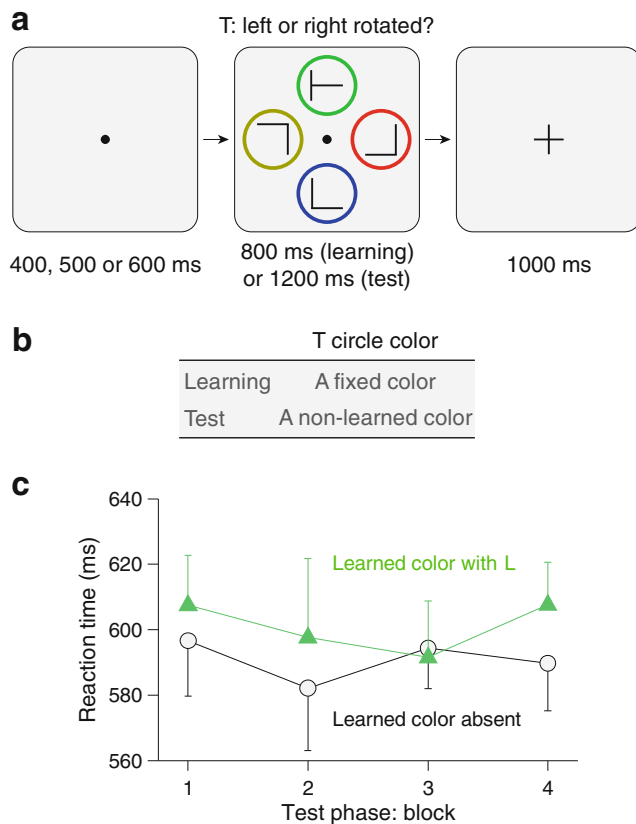 a
T: left or right rotated?
400, 500 or 600 ms
800 ms (learning)
or 1200 ms (test)
1000 ms
b
T circle color
Learning A fixed color
Test A non-learned color
c
Reaction time (ms)
640
620
600
580
560
Learned color with L
Learned color absent
1 2 3 4
Test phase: block